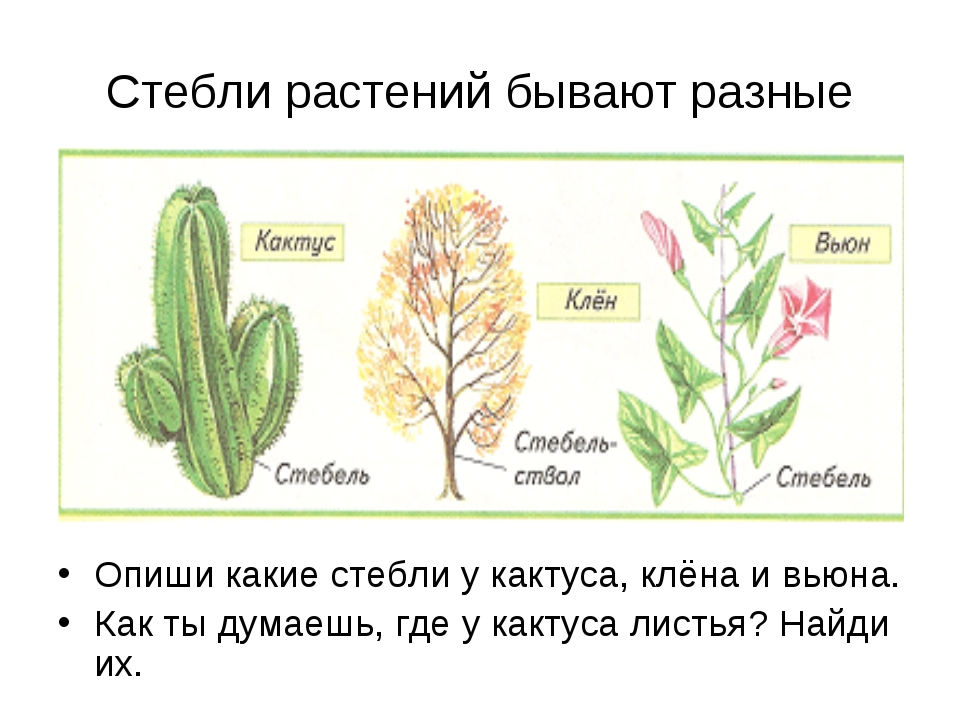 Стебли растений бывают разные
Кактус
Вьюн
Клён
Стебель-
ствол
Стебель
Стебель
• Опиши какие стебли у кактуса, клёна и вьюна.
• Как ты думаешь, где у кактуса листья? Найди
их.